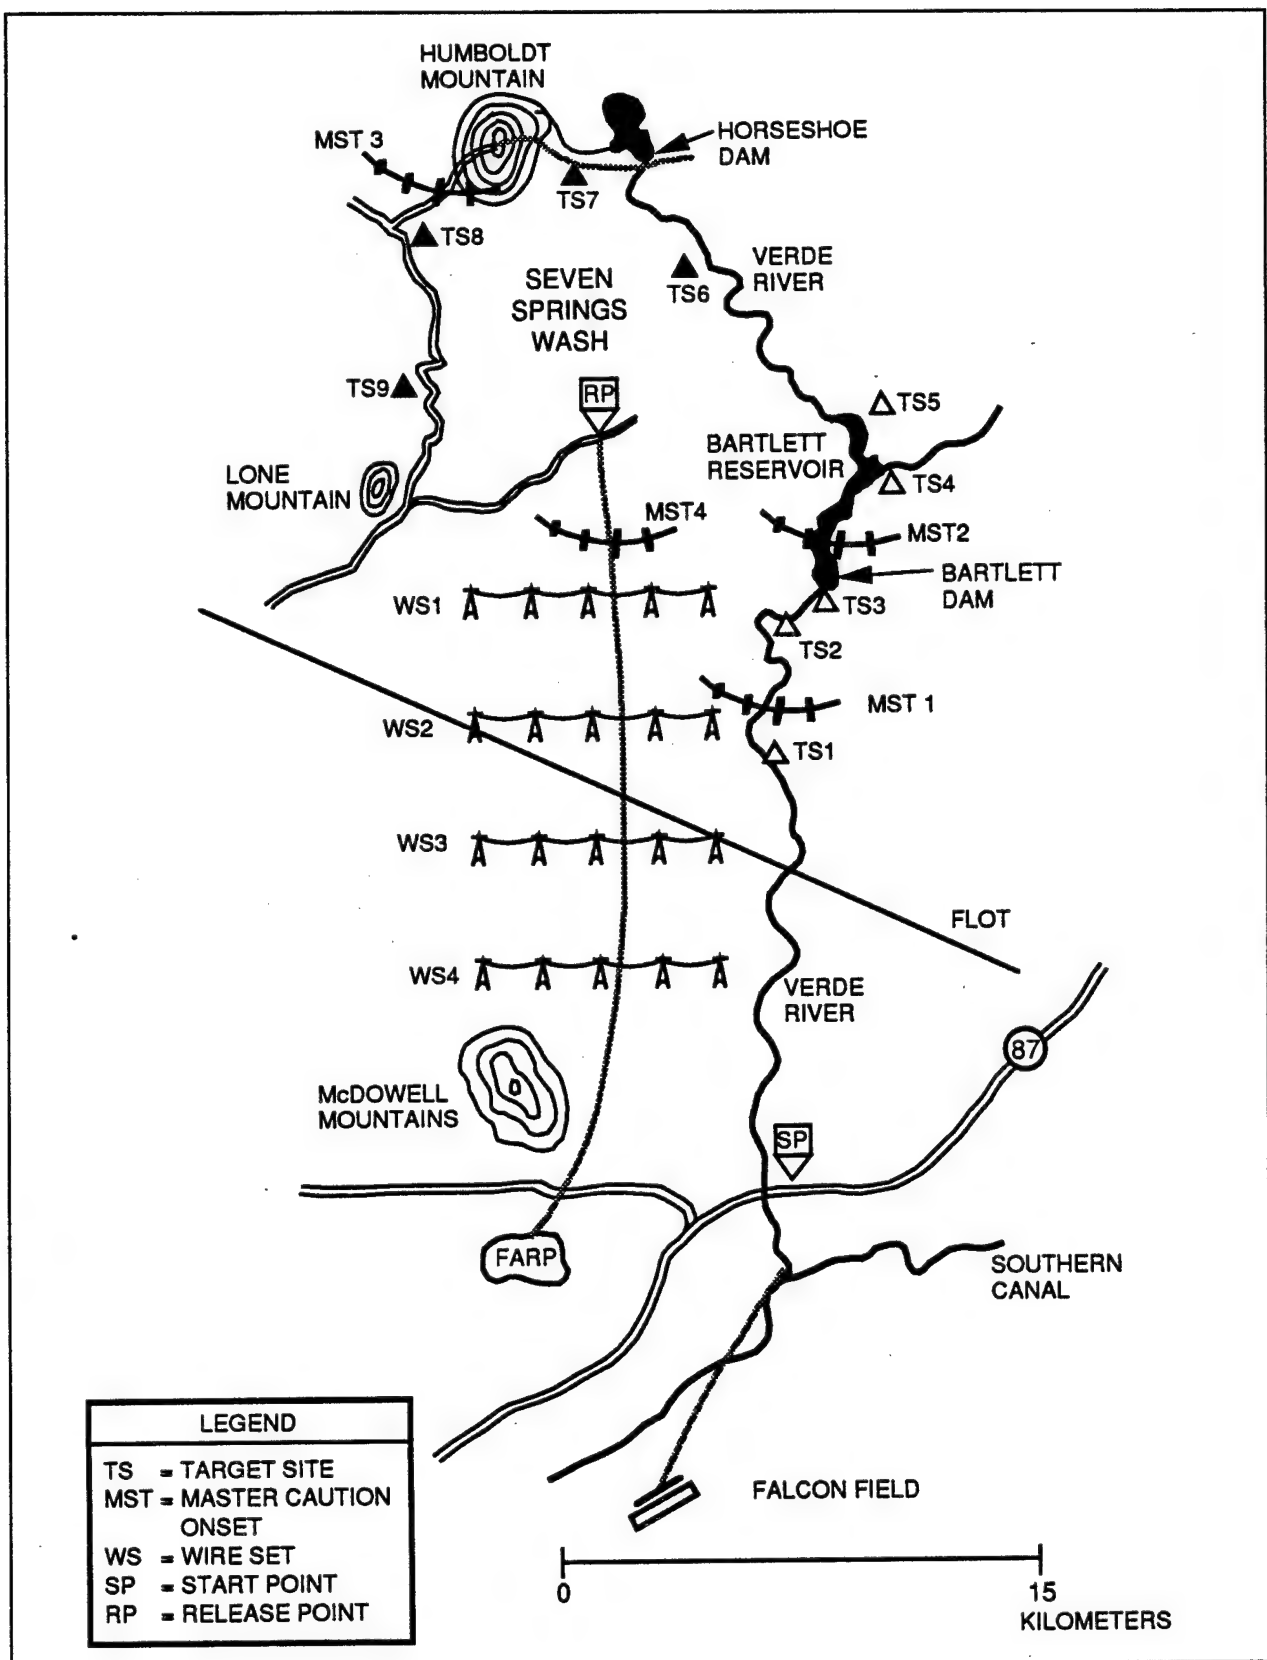 HUMBOLDT
MOUNTAIN
MST 3
HORSESHOE
DAM
TS7
TS8
VERDE
RIVER
SEVEN
SPRINGS
WASH
TS6
TS9
RP
TS5
BARTLETT
RESERVOIR
LONE
MOUNTAIN
TS4
MST4
MST2
BARTLETT
DAM
WS1
TS3
TS2
MST 1
WS2
TS1
WS3
FLOT
WS4
VERDE
RIVER
87
McDOWELL
MOUNTAINS
SP
FARP
SOUTHERN
CANAL
LEGEND
TS = TARGET SITE
MST = MASTER CAUTION
ONSET
WS = WIRE SET
SP = START POINT
RP = RELEASE POINT
FALCON FIELD
0 15
KILOMETERS